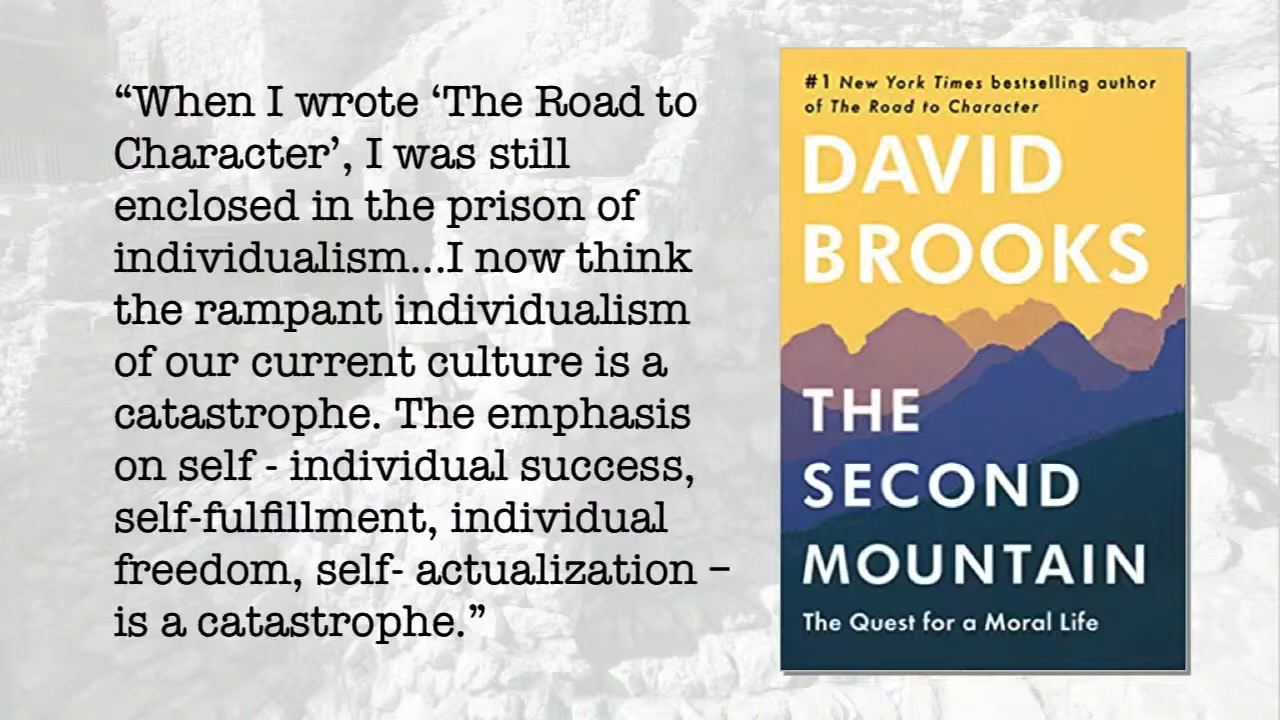 “When I wrote ‘The Road to
Character’, I was still
enclosed in the prison of
individualism...I now think
the rampant individualism
of our current culture is a
catastrophe. The emphasis
on self - individual success,
self-fulfillment, individual
freedom, self- actualization –
is a catastrophe.”
#1 New York Times bestselling author
of The Road to Character
DAVID
BROOKS
THE
SECOND
MOUNTAIN
The Quest for a Moral Life